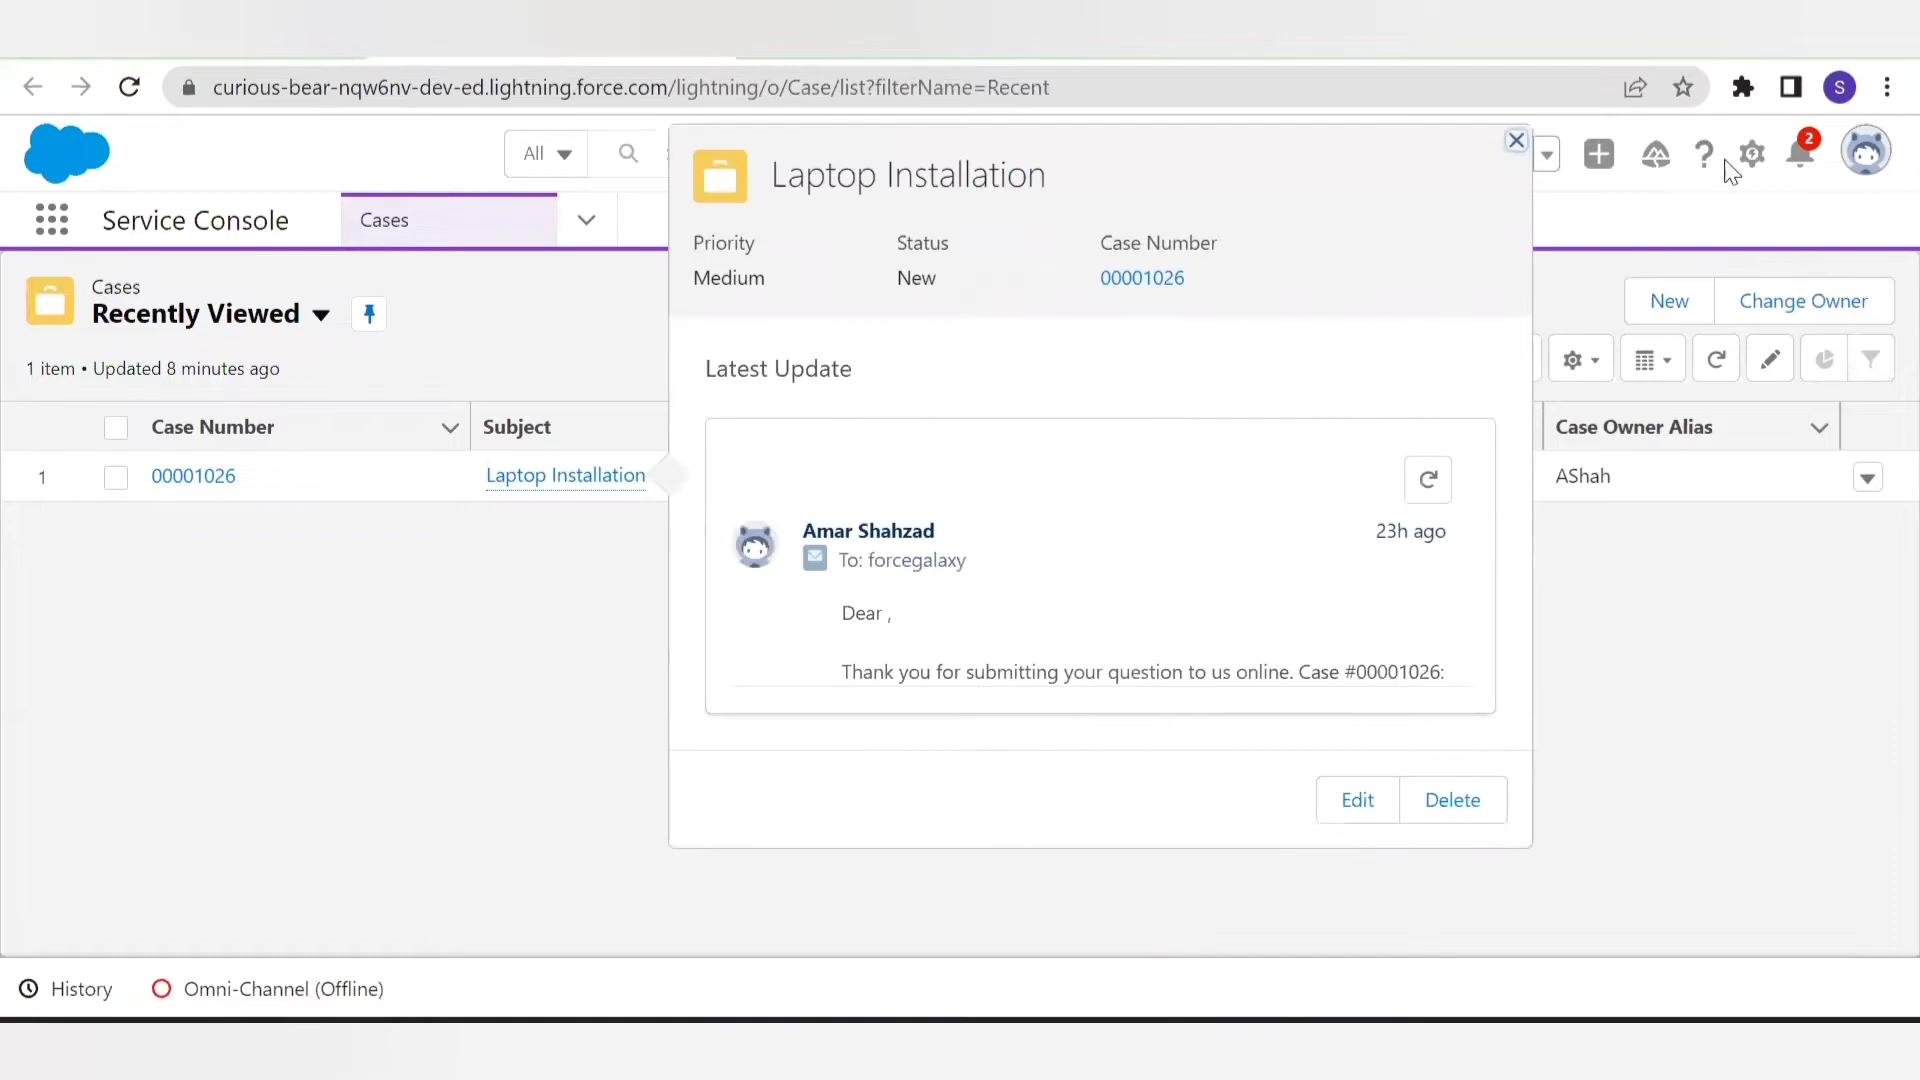 curious-bear-nqw6nv-dev-ed.lightning.force.com/lightning/o/Case/list?filterName=Recent
S
All
2
Service Console
Cases
Laptop Installation
Priority
Status
Case Number
Medium
New
00001026
Cases
Recently Viewed
New
Change Owner
1 item • Updated 8 minutes ago
Latest Update
Case Number
Subject
Case Owner Alias
1
00001026
Laptop Installation
AShah
Amar Shahzad
23h ago
To: forcegalaxy
Dear ,
Thank you for submitting your question to us online. Case #00001026:
Edit
Delete
History
Omni-Channel (Offline)